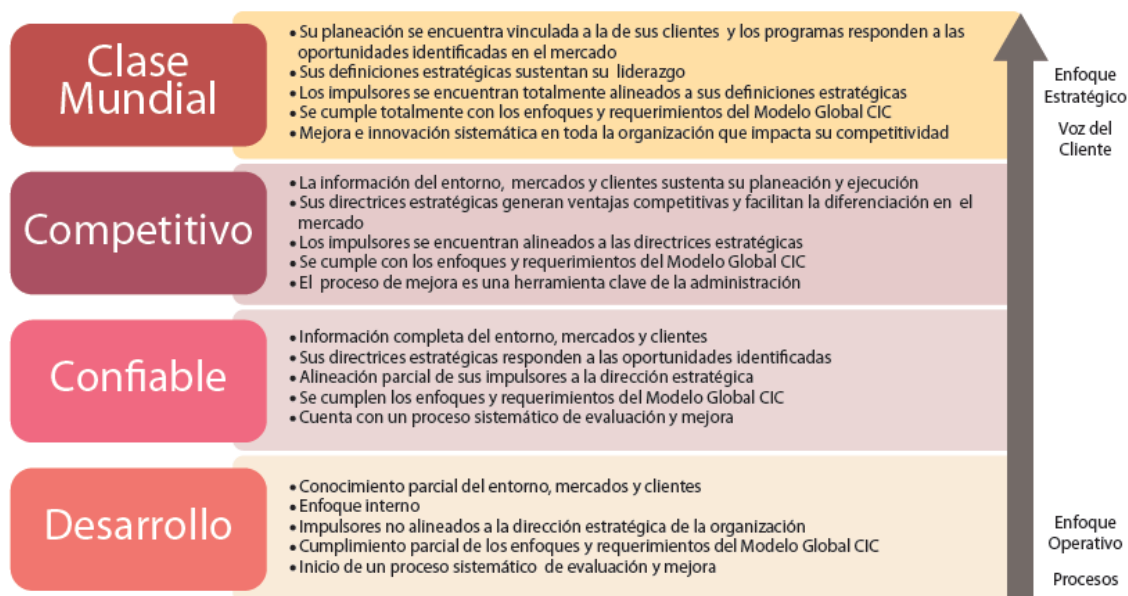 Clase
Mundial
• Su planeación se encuentra vinculada a la de sus clientes y los programas responden a las
oportunidades identificadas en el mercado
• Sus definiciones estratégicas sustentan su liderazgo
• Los impulsores se encuentran totalmente alineados a sus definiciones estratégicas
• Se cumple totalmente con los enfoques y requerimientos del Modelo Global CIC
• Mejora e innovación sistemática en toda la organización que impacta su competitividad
Enfoque
Estratégico
Voz del
Cliente
Competitivo
• La información del entorno, mercados y clientes sustenta su planeación y ejecución
• Sus directrices estratégicas generan ventajas competitivas y facilitan la diferenciación en el
mercado
• Los impulsores se encuentran alineados a las directrices estratégicas
• Se cumple con los enfoques y requerimientos del Modelo Global CIC
• El proceso de mejora es una herramienta clave de la administración
Confiable
• Información completa del entorno, mercados y clientes
• Sus directrices estratégicas responden a las oportunidades identificadas
• Alineación parcial de sus impulsores a la dirección estratégica
• Se cumplen los enfoques y requerimientos del Modelo Global CIC
• Cuenta con un proceso sistemático de evaluación y mejora
Desarrollo
• Conocimiento parcial del entorno, mercados y clientes
• Enfoque interno
• Impulsores no alineados a la dirección estratégica de la organización
• Cumplimiento parcial de los enfoques y requerimientos del Modelo Global CIC
• Inicio de un proceso sistemático de evaluación y mejora
Enfoque
Operativo
Procesos